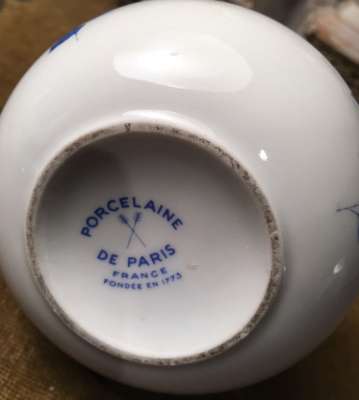 PORCELAINE
DE PARIS
FRANCE
FONDÉE EN 1773